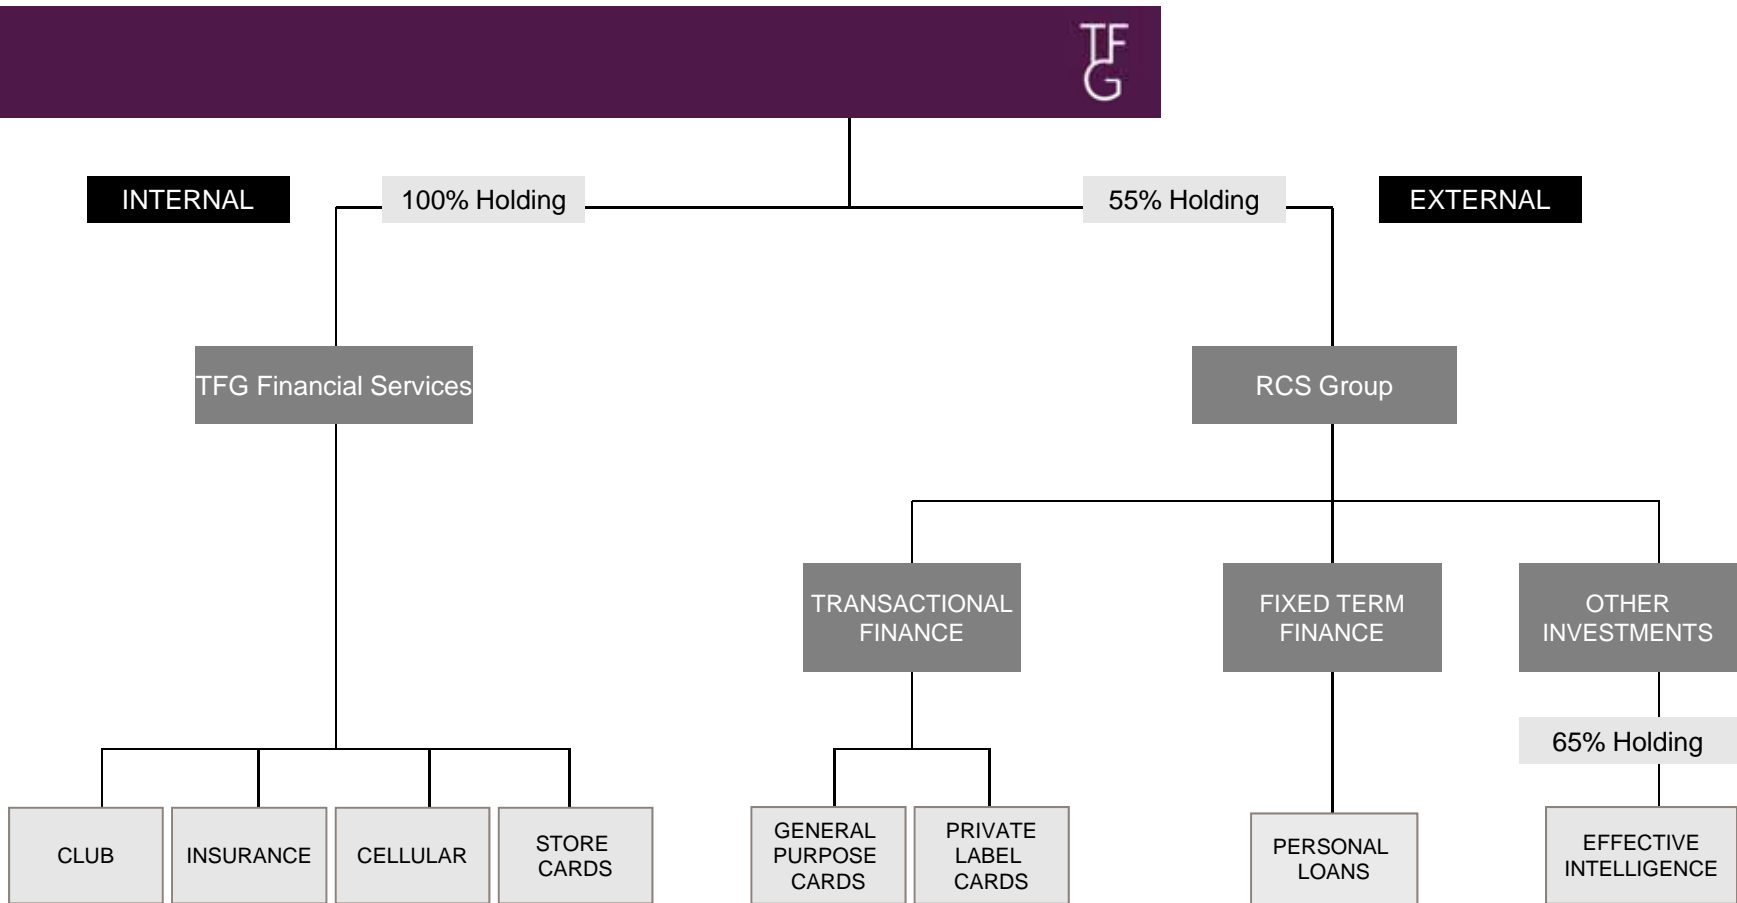 TF
G
INTERNAL
100% Holding
55% Holding
EXTERNAL
TFG Financial Services
RCS Group
TRANSACTIONAL
FINANCE
FIXED TERM
FINANCE
OTHER
INVESTMENTS
65% Holding
CLUB
INSURANCE
CELLULAR
STORE
CARDS
GENERAL
PURPOSE
CARDS
PRIVATE
LABEL
CARDS
PERSONAL
LOANS
EFFECTIVE
INTELLIGENCE